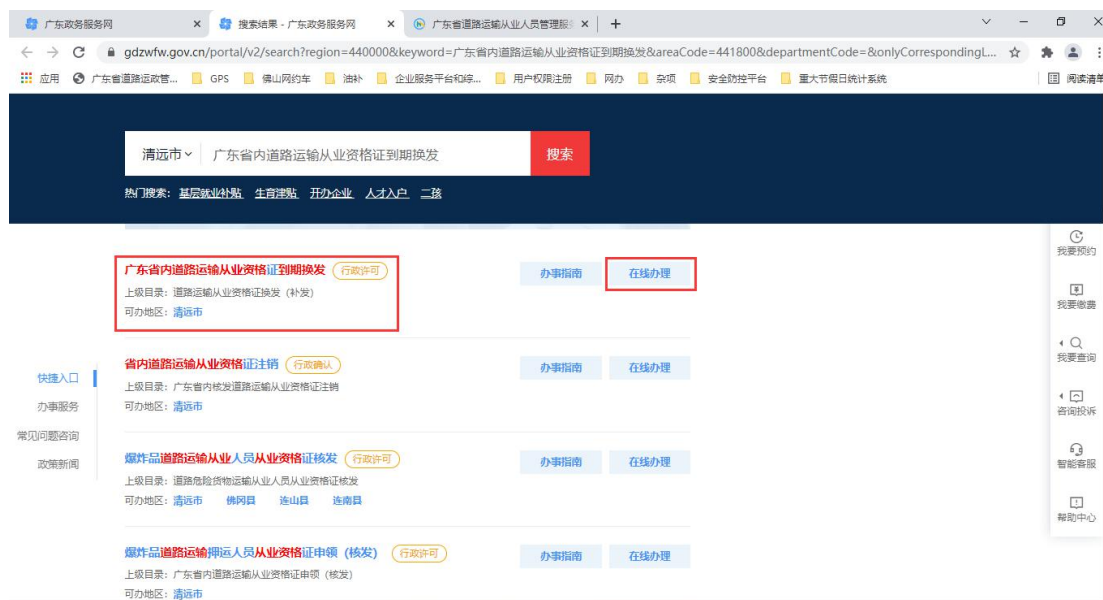 广东政务服务网
搜索结果 - 广东政务服务网
广东省道路运输从业人员管理服
gdzwfw.gov.cn/portal/v2/search?region=440000&keyword=广东省内道路运输从业资格证到期换发&areaCode=441800&departmentCode=&onlyCorrespondingL...
应用 广东省道路运政管... GPS 佛山网约车 油补 企业服务平台和综... 用户权限注册 网办 杂项 安全防控平台 重大节假日统计系统 阅读清单
清远市 广东省内道路运输从业资格证到期换发 搜索
热门搜索: 基层就业补贴 生育津贴 开办企业 人才入户 二孩
广东省内道路运输从业资格证到期换发 行政许可 办事指南 在线办理
上级目录: 道路运输从业资格证换发 (补发)
可办地区: 清远市
省内道路运输从业资格证注销 行政确认 办事指南 在线办理
上级目录: 广东省内核发道路运输从业资格证注销
可办地区: 清远市
爆炸品道路运输从业人员从业资格证核发 行政许可 办事指南 在线办理
上级目录: 道路危险货物运输从业人员从业资格证核发
可办地区: 清远市 佛冈县 连山县 连南县
爆炸品道路运输押运人员从业资格证申领 (核发) 行政许可 办事指南 在线办理
上级目录: 广东省内道路运输从业资格证申领 (核发)
可办地区: 清远市
快捷入口
办事服务
常见问题咨询
政策新闻
我要预约
我要缴费
我要查询
咨询投诉
智能客服
帮助中心